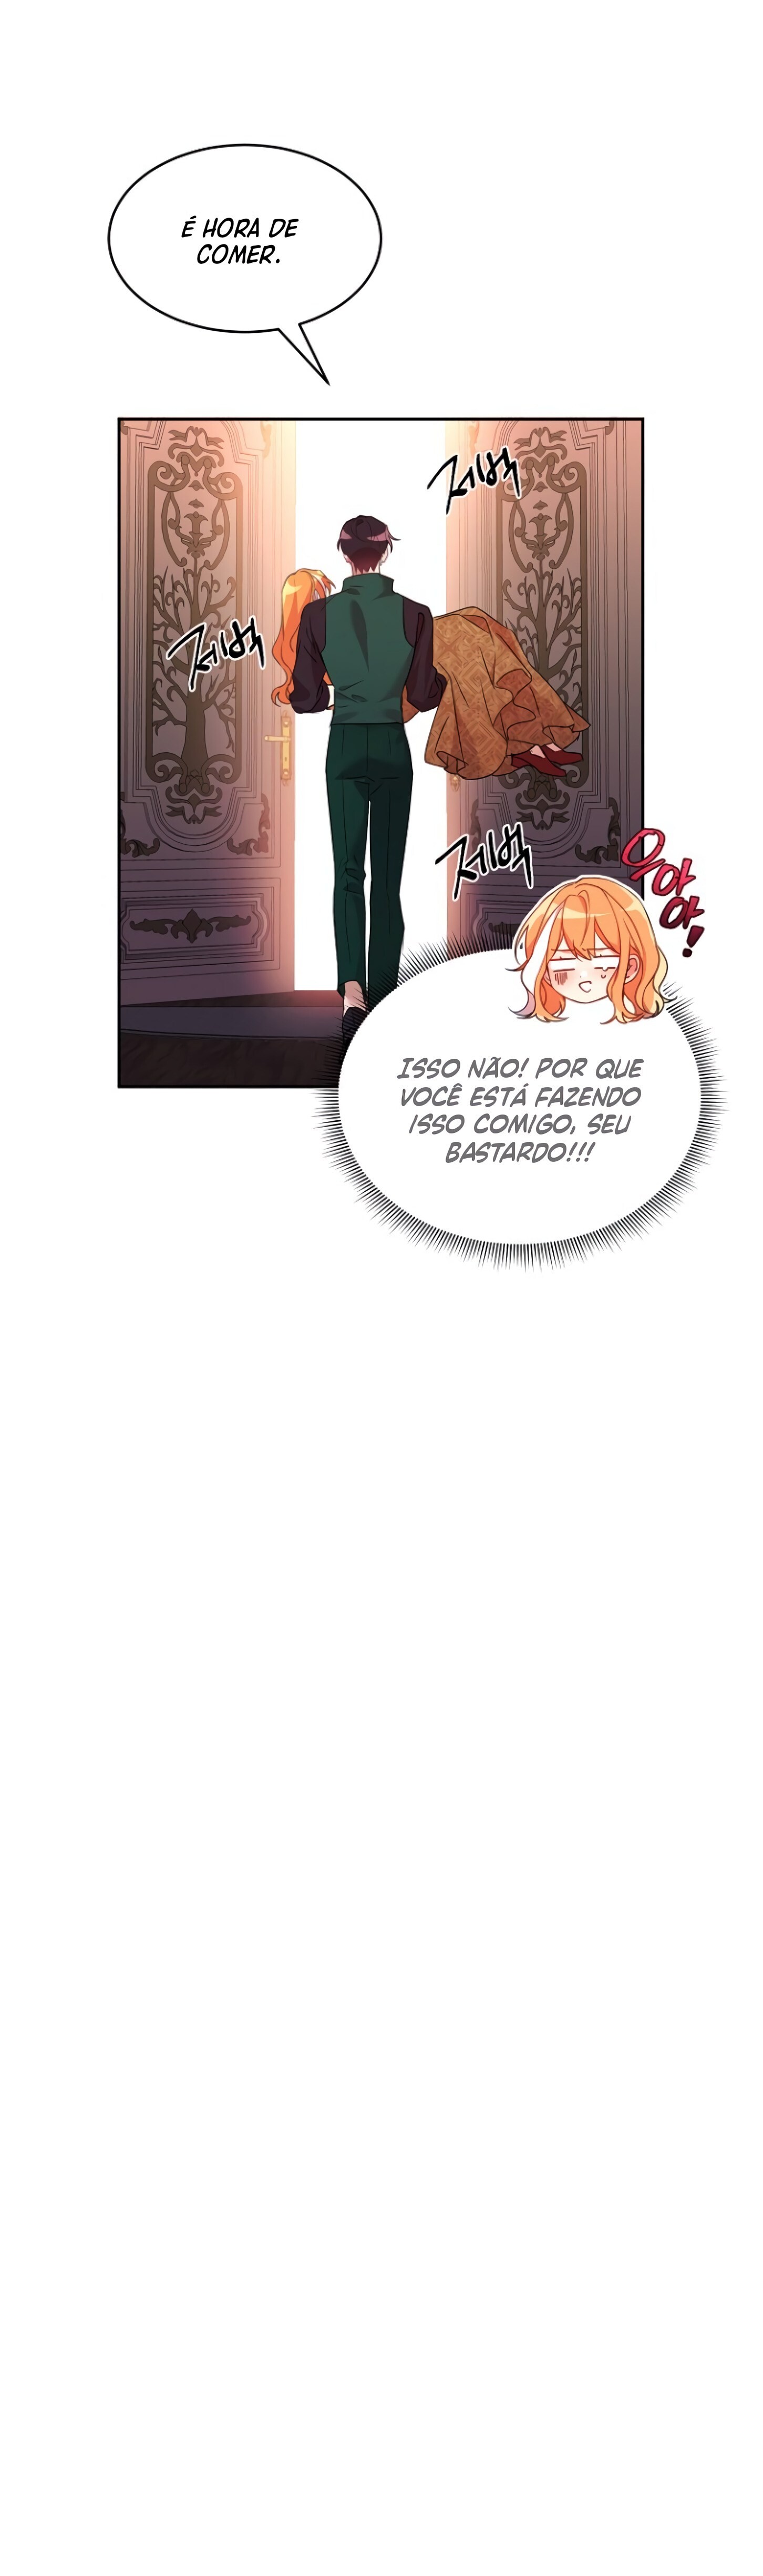 É HORA DE
COMER.
저벅
저벅
저벅
우아
아!
ISSO NÃO! POR QUE
VOCÊ ESTÁ FAZENDO
ISSO COMIGO, SEU
BASTARDO!!!